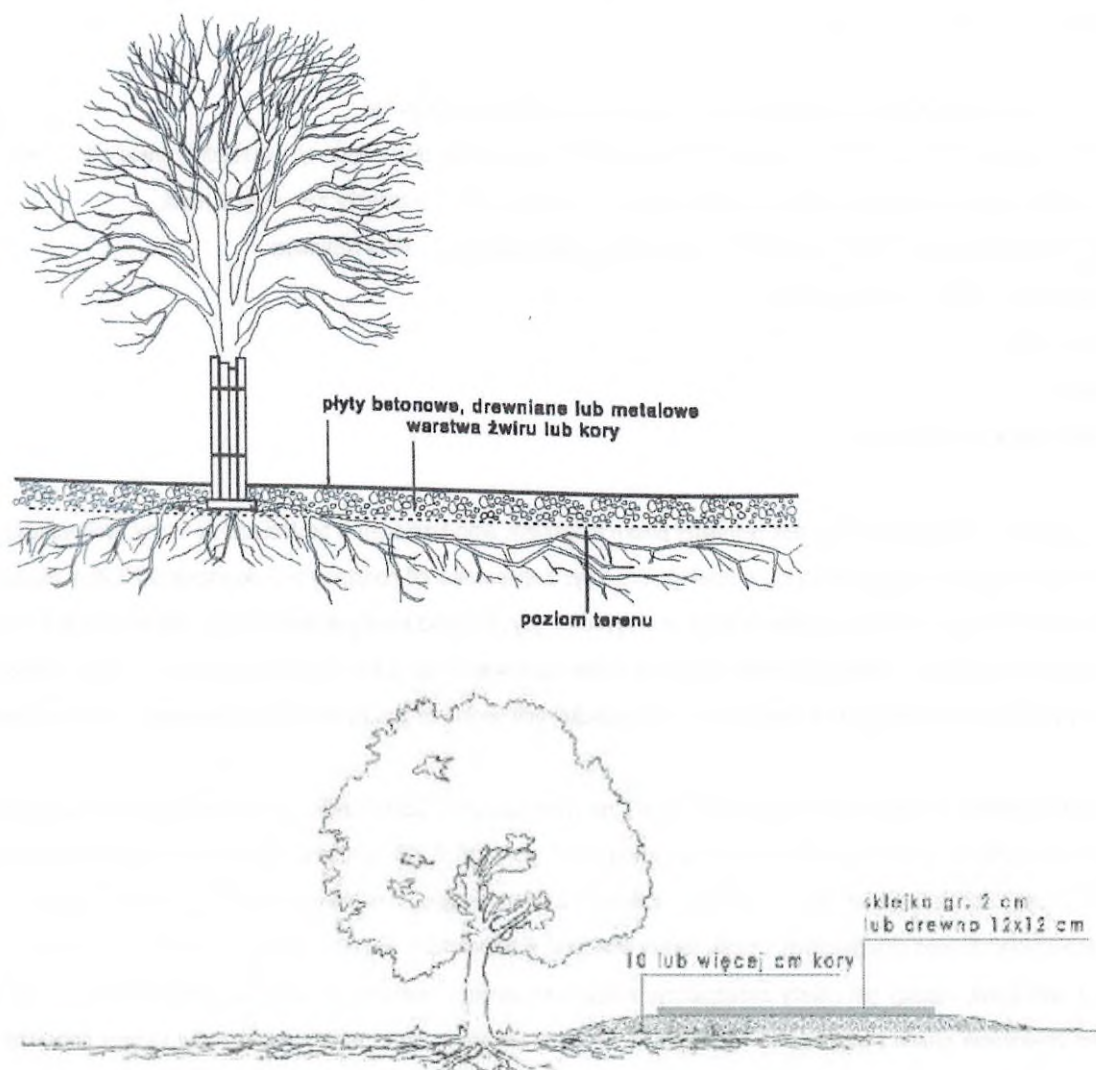 płyty betonowe, drewniane lub metalowe
warstwa żwiru lub kory
poziom terenu
sklejka gr. 2 cm
lub drewno 12x12 cm
10 lub więcej cm kory